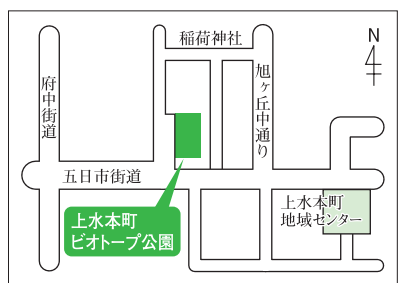 稲荷神社
N
府中街道
旭ヶ丘中通り
五日市街道
上水本町
地域センター
上水本町
ビオトープ公園